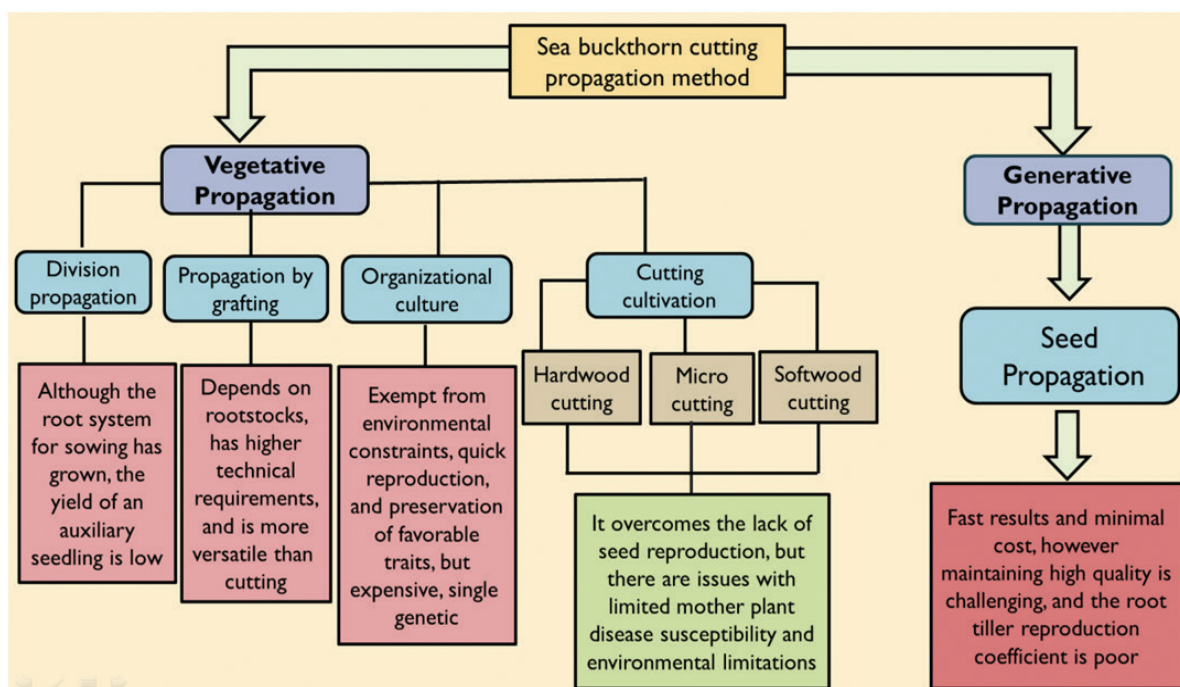 Sea buckthorn cutting
propagation method
Vegetative
Propagation
Generative
Propagation
Division
propagation
Propagation by
grafting
Organizational
culture
Cutting
cultivation
Seed
Propagation
Hardwood
cutting
Micro
cutting
Softwood
cutting
Although the
root system
for sowing has
grown, the
yield of an
auxiliary
seedling is low
Depends on
rootstocks,
has higher
technical
requirements,
and is more
versatile than
cutting
Exempt from
environmental
constraints, quick
reproduction,
and preservation
of favorable
traits, but
expensive, single
genetic
It overcomes the lack of
seed reproduction, but
there are issues with
limited mother plant
disease susceptibility and
environmental limitations
Fast results and minimal
cost, however
maintaining high quality is
challenging, and the root
tiller reproduction
coefficient is poor